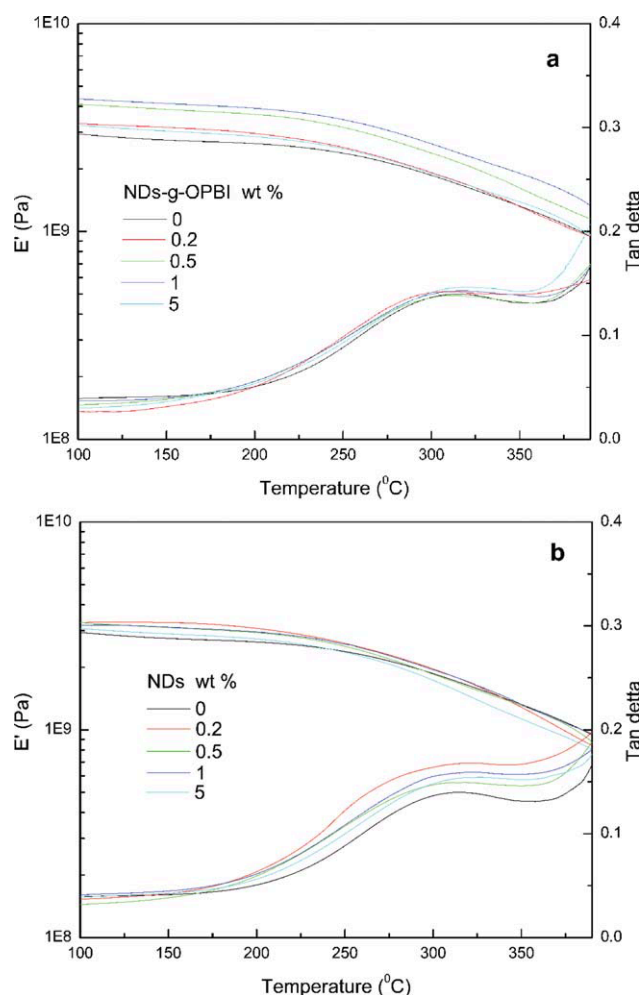 a
1E10
1E9
1E8
E' (Pa)
0.4
0.3
0.2
0.1
0.0
Tan detta
NDs-g-OPBI wt %
0
0.2
0.5
1
5
100 150 200 250 300 350
Temperature (⁰C)
b
1E10
1E9
1E8
E' (Pa)
0.4
0.3
0.2
0.1
0.0
Tan detta
NDs wt %
0
0.2
0.5
1
5
100 150 200 250 300 350
Temperature (⁰C)